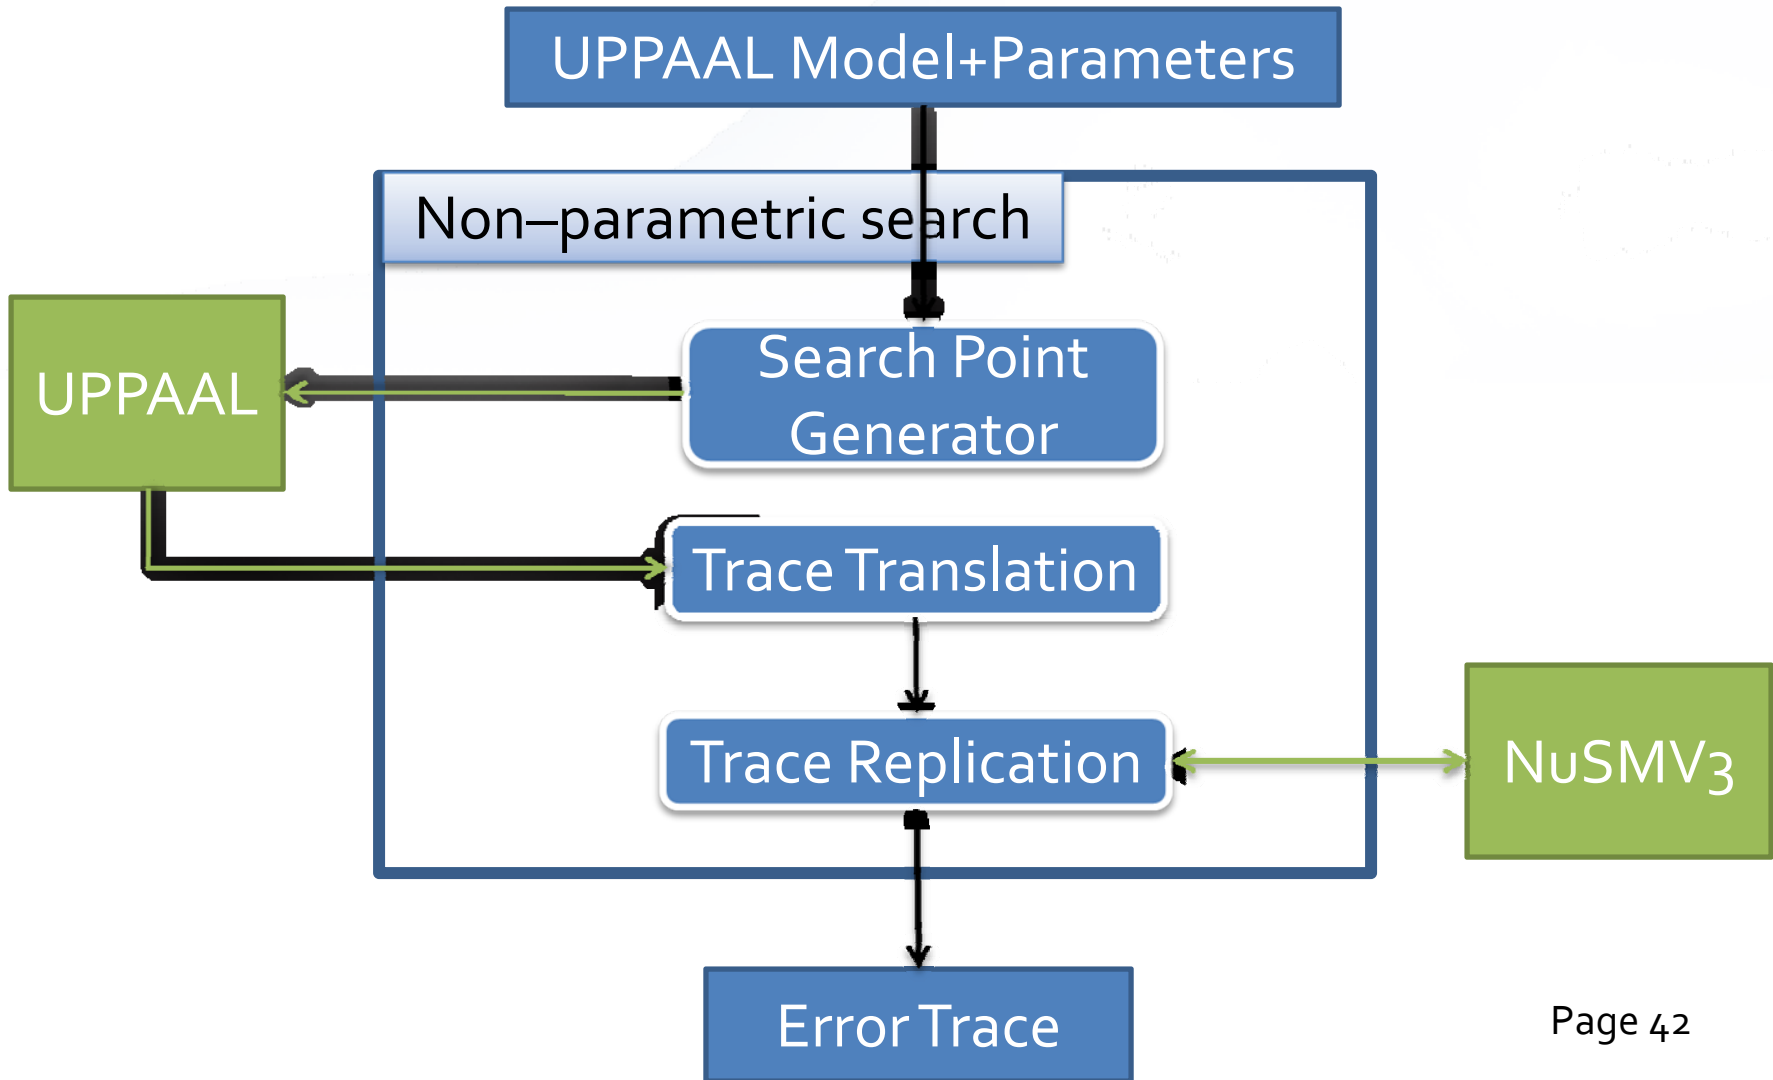 UPPAAL Model+Parameters
Non–parametric search
UPPAAL
Search Point
Generator
Trace Translation
Trace Replication
NuSMV3
Error Trace
Page 42